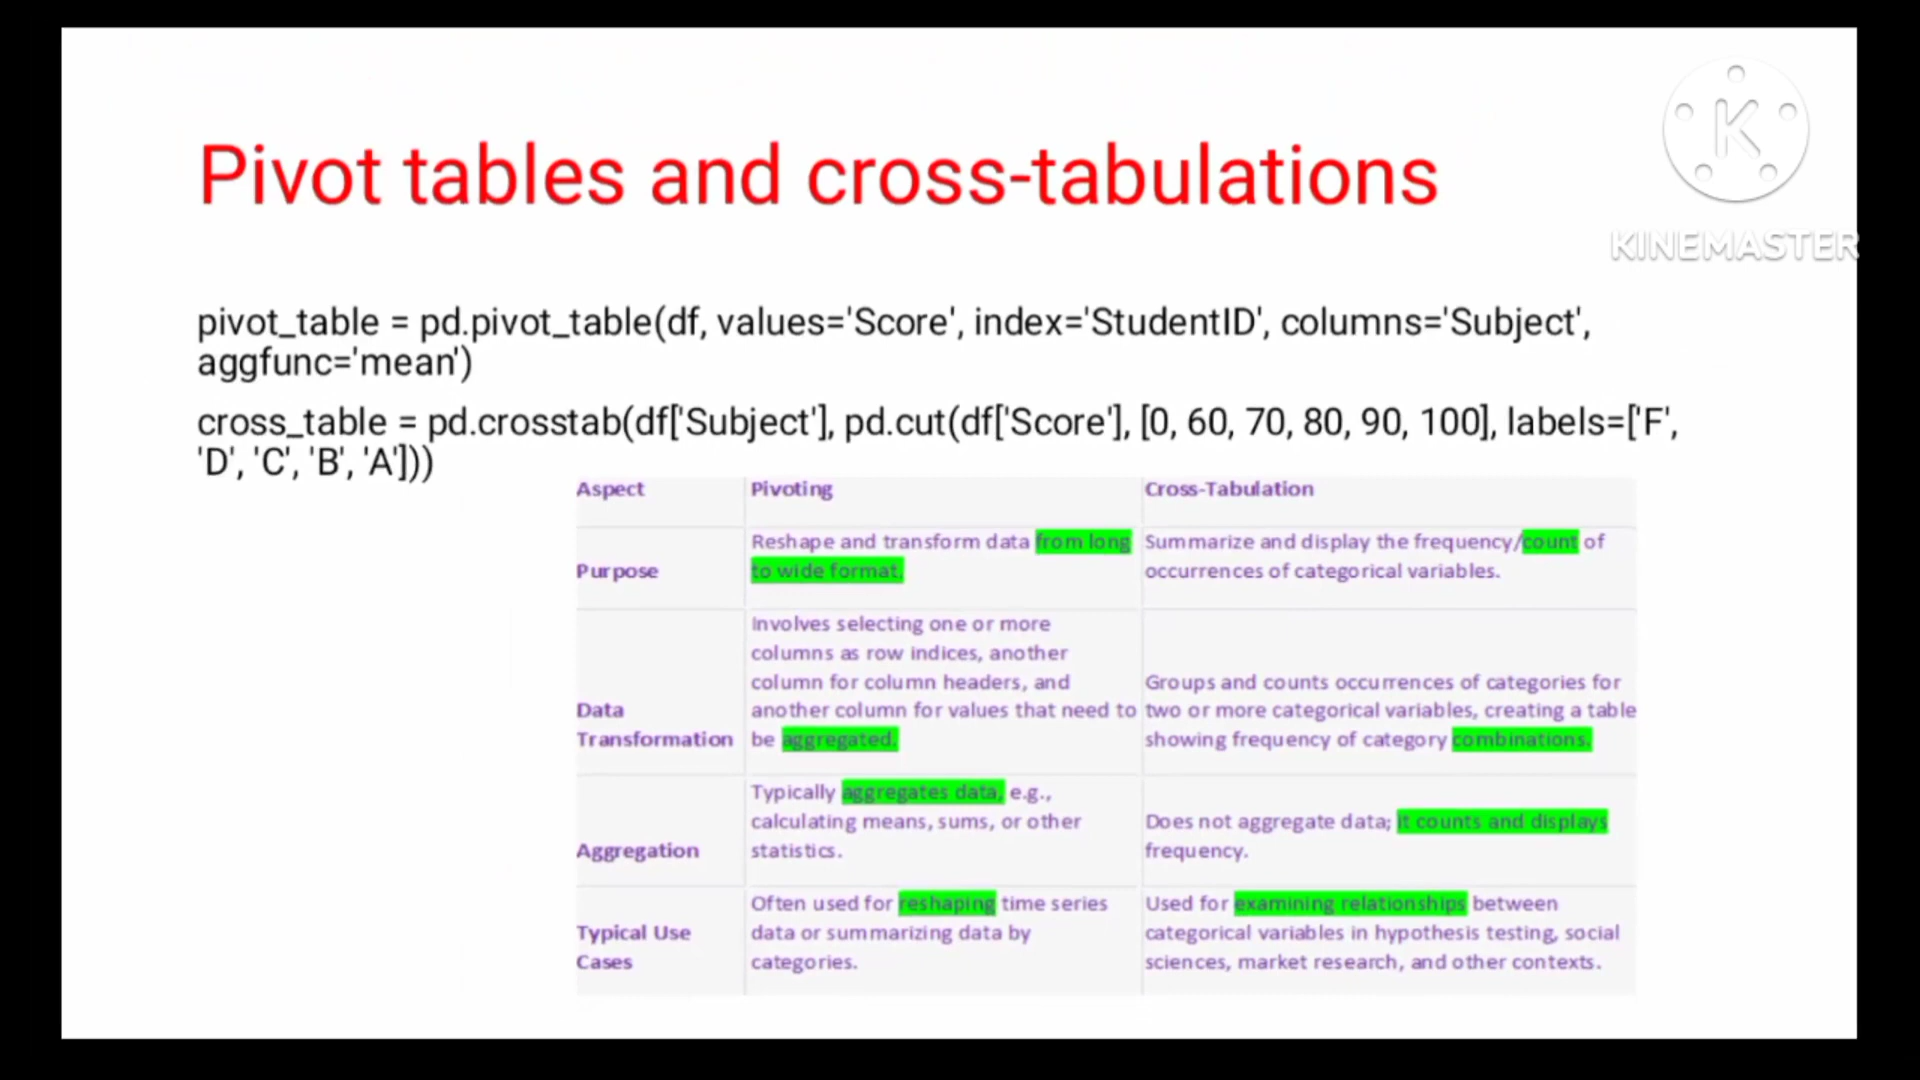 Pivot tables and cross-tabulations
K
KINEMASTER
pivot_table = pd.pivot_table(df, values='Score', index='StudentID', columns='Subject',
aggfunc='mean')
cross_table = pd.crosstab(df['Subject'], pd.cut(df['Score'], [0, 60, 70, 80, 90, 100], labels=['F',
'D', 'C', 'B', 'A']))
Aspect
Pivoting
Cross-Tabulation
Purpose
Reshape and transform data from long
to wide format.
Summarize and display the frequency/count of
occurrences of categorical variables.
Data
Transformation
Involves selecting one or more
columns as row indices, another
column for column headers, and
another column for values that need to
be aggregated.
Groups and counts occurrences of categories for
two or more categorical variables, creating a table
showing frequency of category combinations.
Aggregation
Typically aggregates data, e.g.,
calculating means, sums, or other
statistics.
Does not aggregate data; it counts and displays
frequency.
Typical Use
Cases
Often used for reshaping time series
data or summarizing data by
categories.
Used for examining relationships between
categorical variables in hypothesis testing, social
sciences, market research, and other contexts.